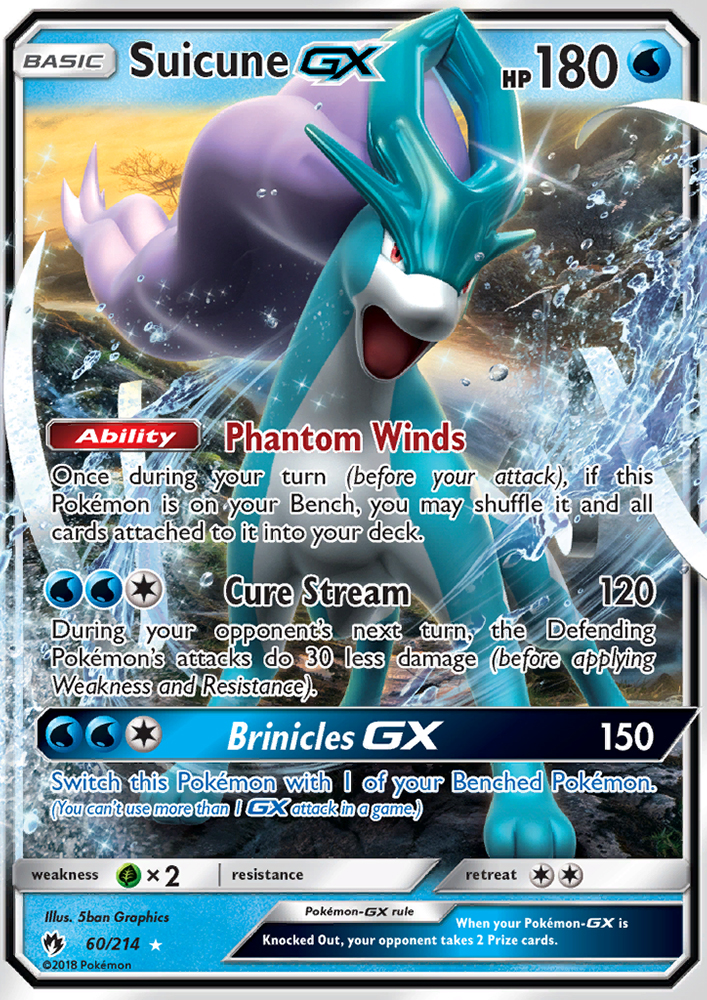 BASIC Suicune GX HP 180
Ability Phantom Winds
Once during your turn (before your attack), if this
Pokémon is on your Bench, you may shuffle it and all
cards attached to it into your deck.
Cure Stream 120
During your opponent's next turn, the Defending
Pokémon's attacks do 30 less damage (before applying
Weakness and Resistance).
Brinicles GX 150
Switch this Pokémon with 1 of your Benched Pokémon.
(You can't use more than 1 GX attack in a game.)
weakness ×2 resistance retreat
Illus. 5ban Graphics
60/214
©2018 Pokémon
Pokémon-GX rule
When your Pokémon-GX is
Knocked Out, your opponent takes 2 Prize cards.